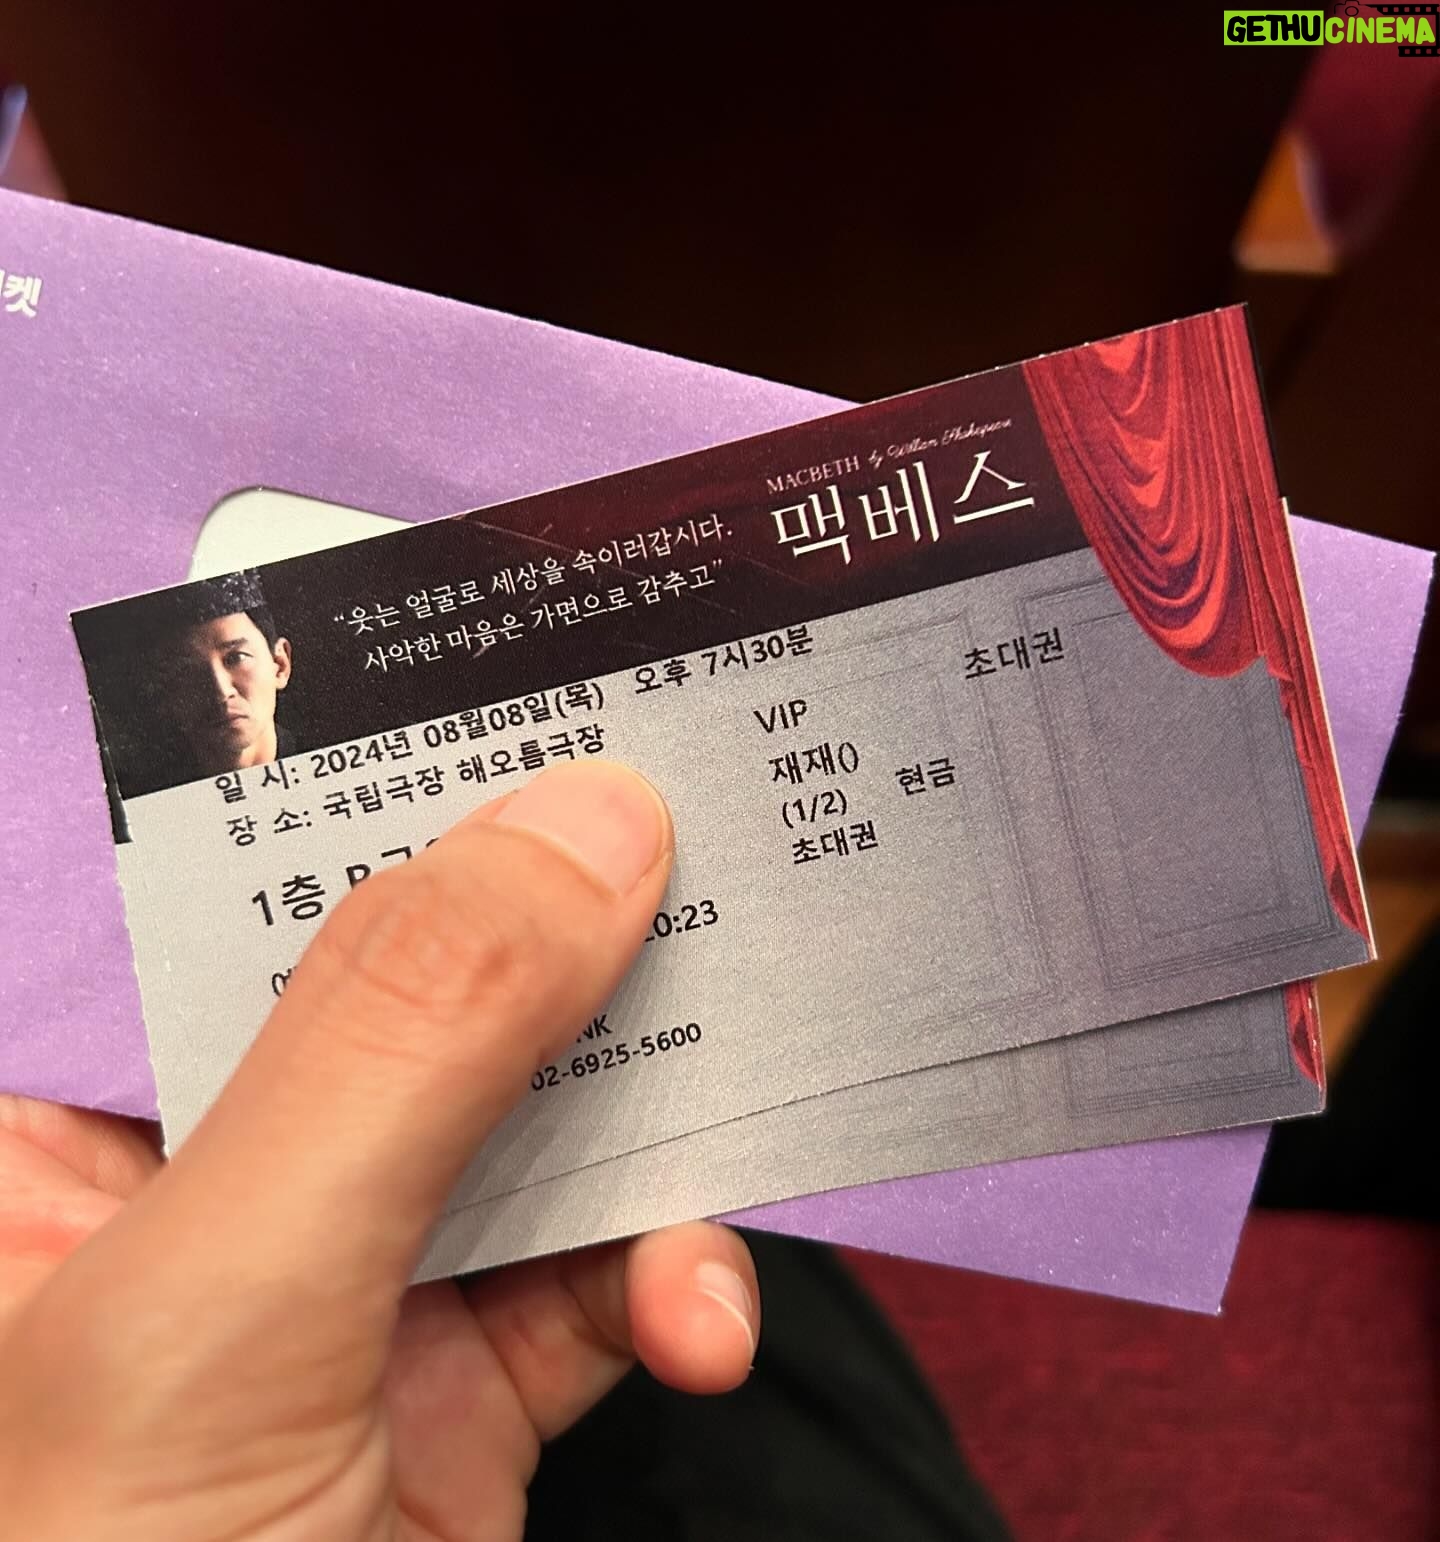 GETHUCINEMA
켓
MACBETH by William Shakespeare
맥베스
“웃는 얼굴로 세상을 속이러갑시다.
사악한 마음은 가면으로 감추고”
일 시: 2024년 08월08일(목) 오후 7시30분
초대권
장 소: 국립극장 해오름극장
VIP
재재()
1층
(1/2) 현금
초대권
20:23
NK
02-6925-5600